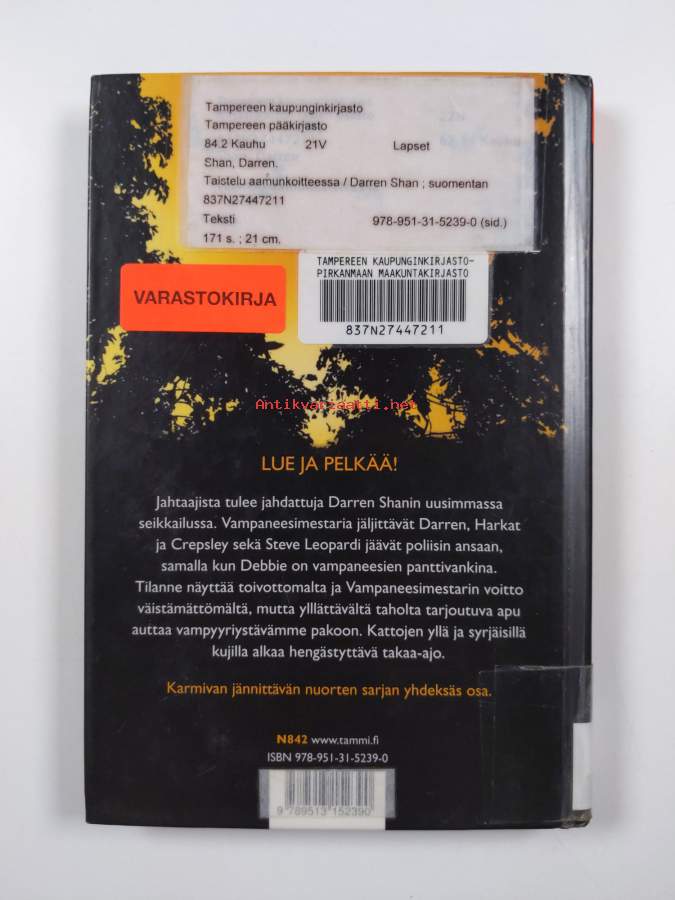 Tampereen kaupunginkirjasto
Tampereen pääkirjasto
84.2 Kauhu 21V Lapset
Shan, Darren.
Taistelu aamunkoitteessa / Darren Shan ; suomentan
837N27447211
Teksti 978-951-31-5239-0 (sid.)
171 s. ; 21 cm.
VARASTOKIRJA
TAMPEREEN KAUPUNGINKIRJASTO-
PIRKANMAAN MAAKUNTAKIRJASTO
837N27447211
Antikvariaatti.net
LUE JA PELKÄÄ!
Jahtaajista tulee jahdattuja Darren Shanin uusimmassa
seikkailussa. Vampaneesimestaria jäljittävät Darren, Harkat
ja Crepsley sekä Steve Leopardi jäävät poliisin ansaan,
samalla kun Debbie on vampaneesien panttivankina.
Tilanne näyttää toivottomalta ja Vampaneesimestarin voitto
väistämättömältä, mutta ylllättävältä taholta tarjoutuva apu
auttaa vampyyriystävämme pakoon. Kattojen yllä ja syrjäisillä
kujilla alkaa hengästyttävä takaa-ajo.
Karmivan jännittävän nuorten sarjan yhdeksäs osa.
N842 www.tammi.fi
ISBN 978-951-31-5239-0
9 789513 152390